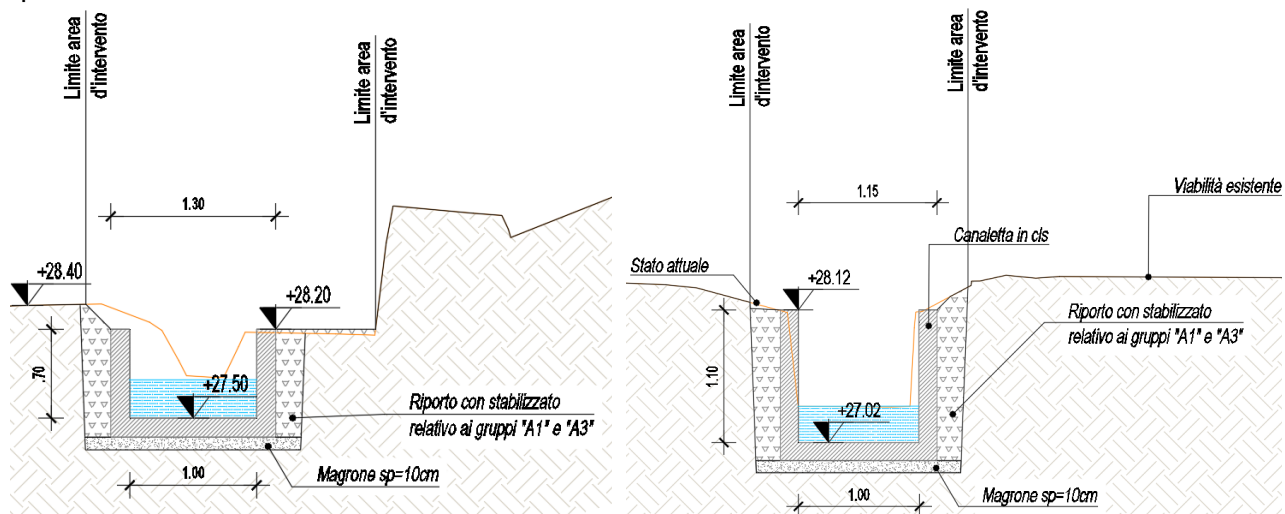 Limite area
d'intervento
Limite area
d'intervento
1.30
+28.40
+28.20
.70
+27.50
Riporto con stabilizzato
relativo ai gruppi "A1" e "A3"
1.00
Magrone sp=10cm
Limite area
d'intervento
Limite area
d'intervento
1.15
Viabilità esistente
Canaletta in cls
Stato attuale
+28.12
Riporto con stabilizzato
relativo ai gruppi "A1" e "A3"
1.10
+27.02
1.00
Magrone sp=10cm